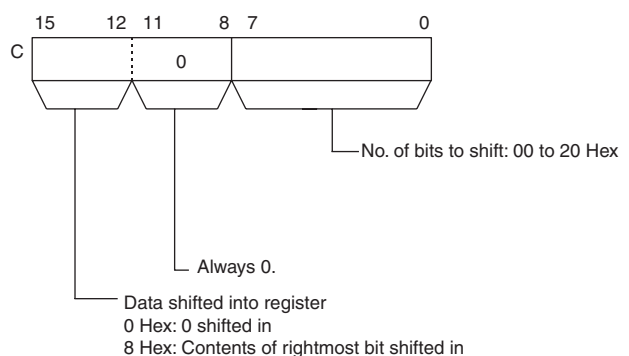 15 12 11 8 7 0
C
0
No. of bits to shift: 00 to 20 Hex
Always 0.
Data shifted into register
0 Hex: 0 shifted in
8 Hex: Contents of rightmost bit shifted in